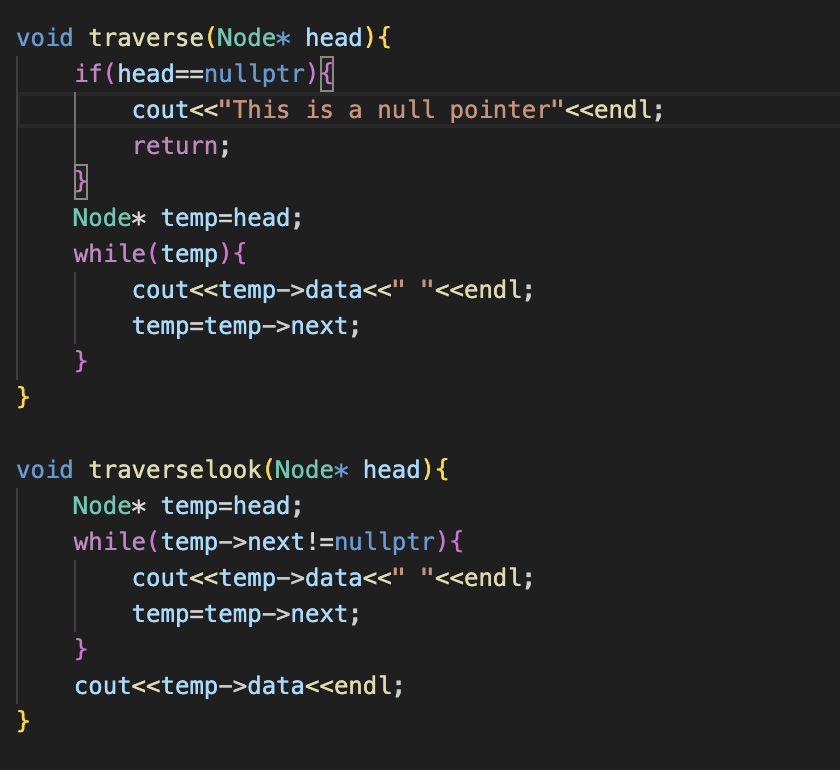 void traverse(Node* head){
    if(head==nullptr){
        cout<<"This is a null pointer"<<endl;
        return;
    }
    Node* temp=head;
    while(temp){
        cout<<temp->data<<" "<<endl;
        temp=temp->next;
    }
}

void traverselook(Node* head){
    Node* temp=head;
    while(temp->next!=nullptr){
        cout<<temp->data<<" "<<endl;
        temp=temp->next;
    }
    cout<<temp->data<<endl;
}